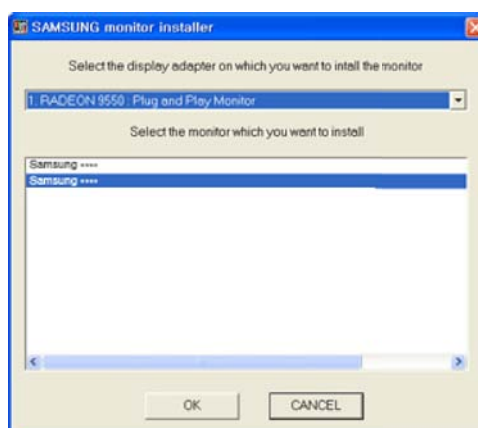 SAMSUNG monitor installer
Select the display adapter on which you want to intall the monitor
1. RADEON 9550 : Plug and Play Monitor
Select the monitor which you want to install
Samsung ****
Samsung ****
OK
CANCEL